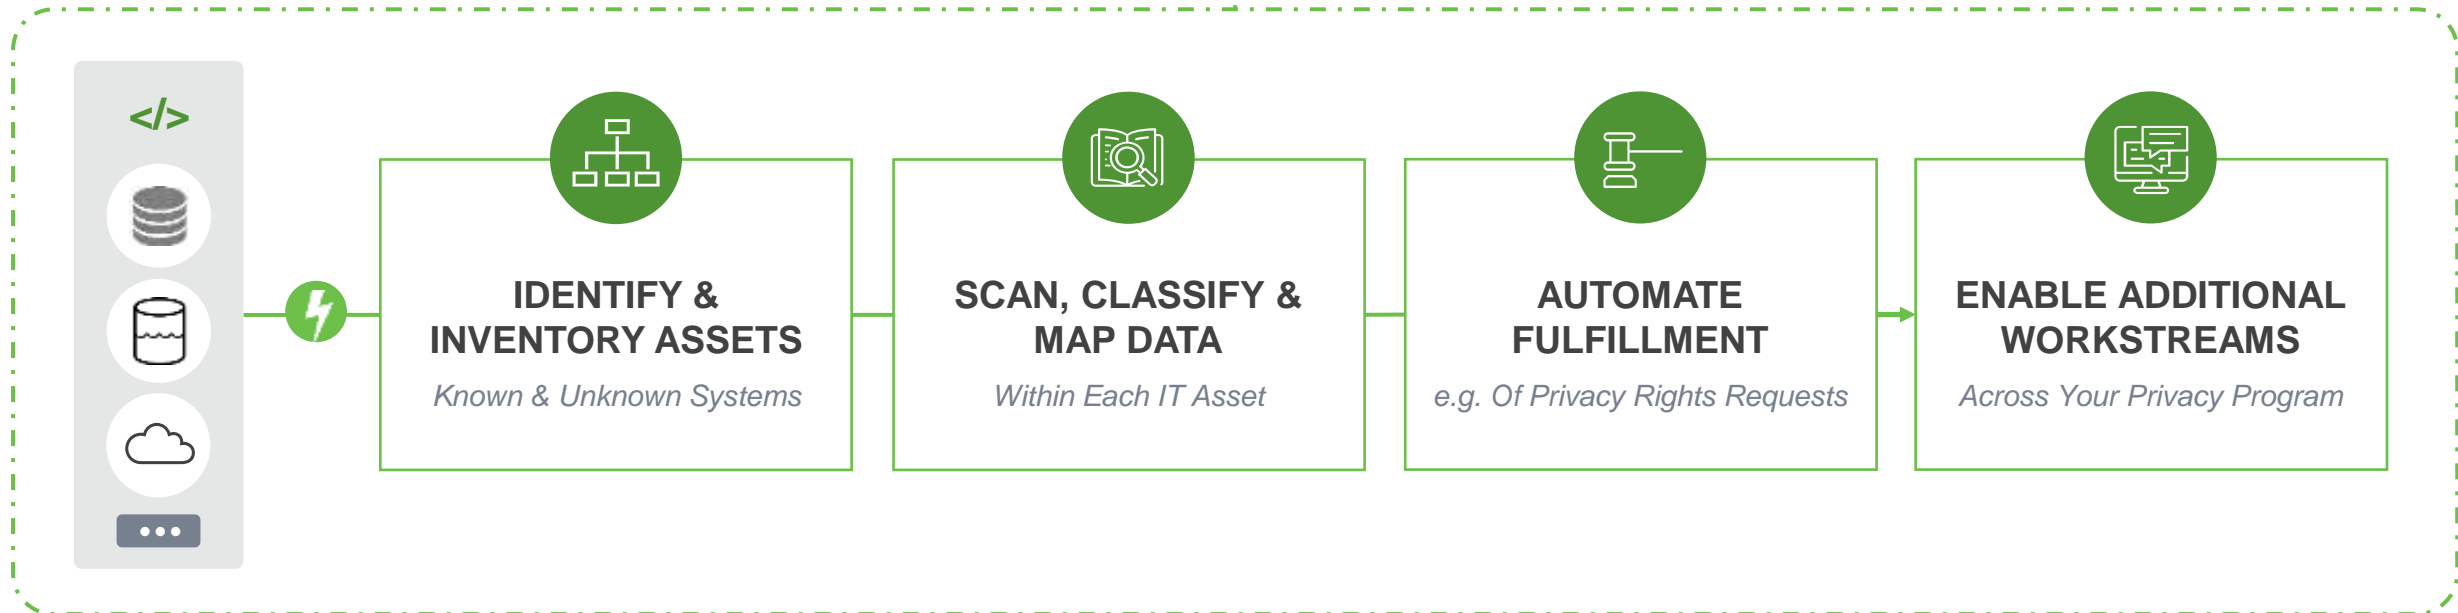 </>
IDENTIFY &
INVENTORY ASSETS
Known & Unknown Systems
SCAN, CLASSIFY &
MAP DATA
Within Each IT Asset
AUTOMATE
FULFILLMENT
e.g. Of Privacy Rights Requests
ENABLE ADDITIONAL
WORKSTREAMS
Across Your Privacy Program